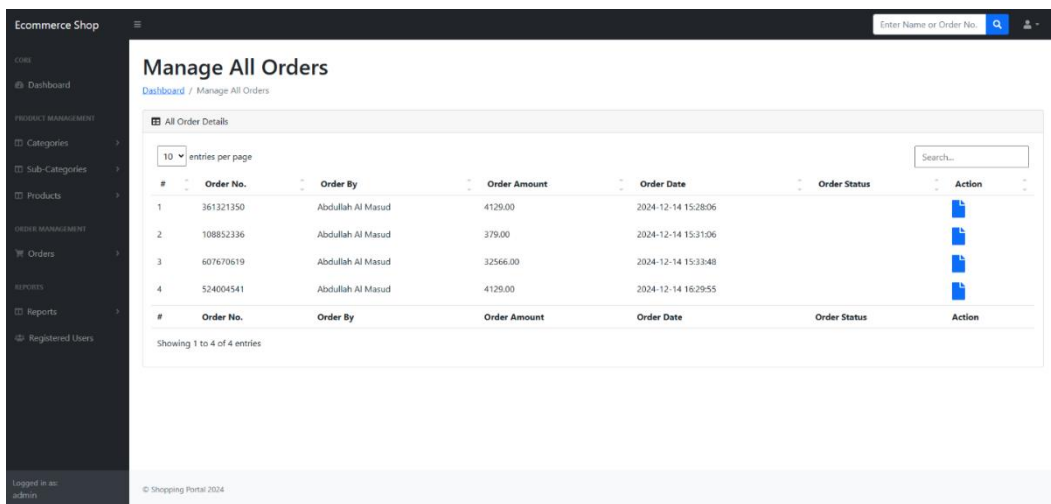 Ecommerce Shop
Enter Name or Order No.
CORE
Dashboard
PRODUCT MANAGEMENT
Categories
Sub-Categories
Products
ORDER MANAGEMENT
Orders
REPORTS
Reports
Registered Users
Logged in as:
admin
Manage All Orders
Dashboard / Manage All Orders
All Order Details
10 entries per page
Search...
# Order No. Order By Order Amount Order Date Order Status Action
1 361321350 Abdullah Al Masud 4129.00 2024-12-14 15:28:06
2 108852336 Abdullah Al Masud 379.00 2024-12-14 15:31:06
3 607670619 Abdullah Al Masud 32566.00 2024-12-14 15:33:48
4 524004541 Abdullah Al Masud 4129.00 2024-12-14 16:29:55
# Order No. Order By Order Amount Order Date Order Status Action
Showing 1 to 4 of 4 entries
© Shopping Portal 2024